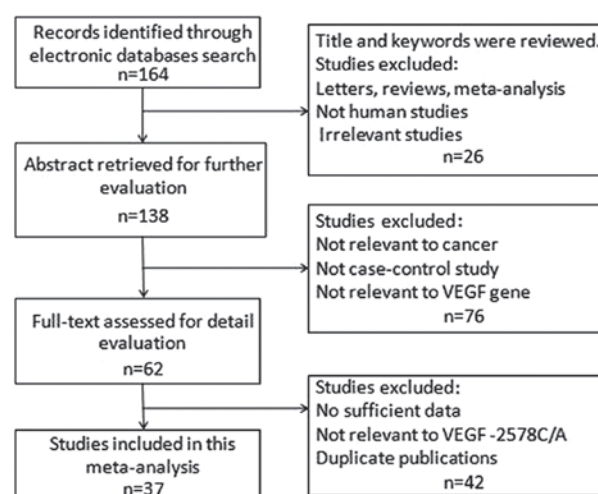 Records identified through
electronic databases search
n=164
Title and keywords were reviewed.
Studies excluded:
Letters, reviews, meta-analysis
Not human studies
Irrelevant studies
n=26
Abstract retrieved for further
evaluation
n=138
Studies excluded:
Not relevant to cancer
Not case-control study
Not relevant to VEGF gene
n=76
Full-text assessed for detail
evaluation
n=62
Studies excluded:
No sufficient data
Not relevant to VEGF -2578C/A
Duplicate publications
n=42
Studies included in this
meta-analysis
n=37